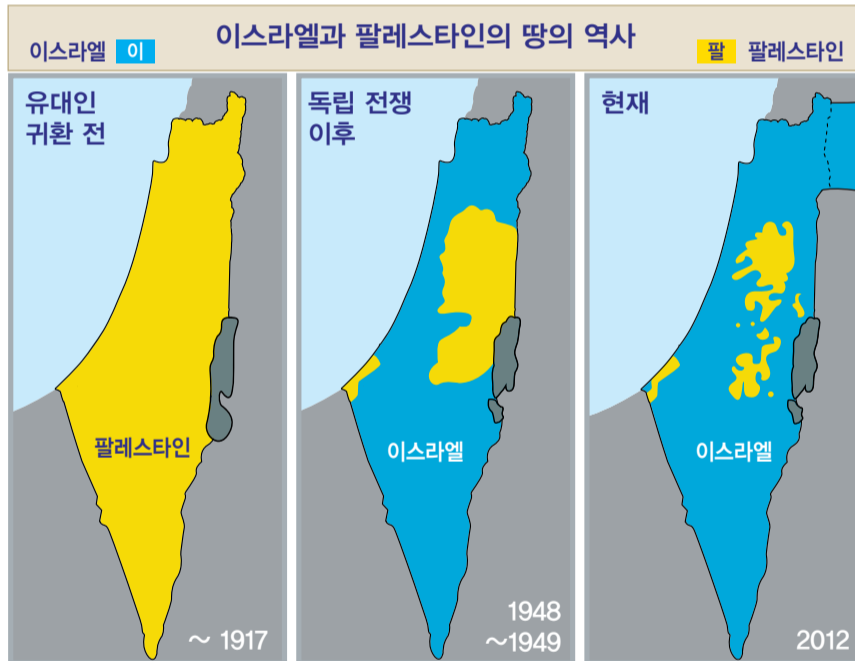 이스라엘과 팔레스타인의 땅의 역사
이스라엘 이
팔 팔레스타인
유대인
귀환 전
팔레스타인
～ 1917
독립 전쟁
이후
이스라엘
1948
～1949
현재
이스라엘
2012